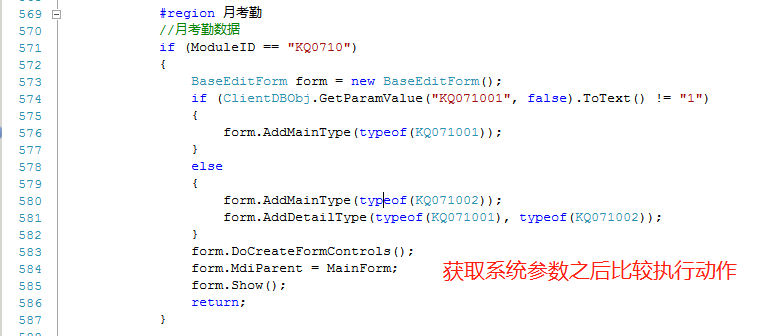 569 #region 月考勤
570 //月考勤数据
571 if (ModuleID == "KQ0710")
572 {
573 BaseEditForm form = new BaseEditForm();
574 if (ClientDBObj.GetParamValue("KQ071001", false).ToText() != "1")
575 {
576 form.AddMainType(typeof(KQ071001));
577 }
578 else
579 {
580 form.AddMainType(typeof(KQ071002));
581 form.AddDetailType(typeof(KQ071001), typeof(KQ071002));
582 }
583 form.DoCreateFormControls();
584 form.MdiParent = MainForm; 获取系统参数之后比较执行动作
585 form.Show();
586 return;
587 }